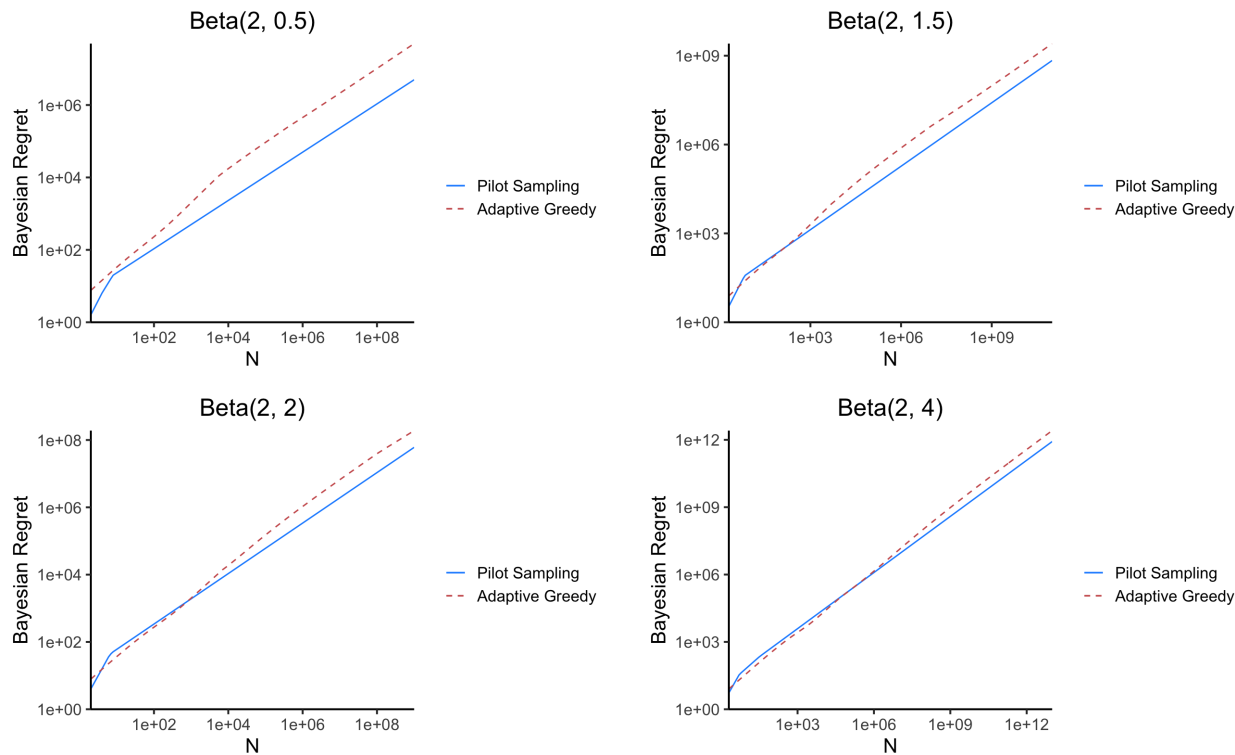 Beta(2, 0.5)
Bayesian Regret
1e+06
1e+04
1e+02
1e+00
1e+02 1e+04 1e+06 1e+08
N
Pilot Sampling
Adaptive Greedy
Beta(2, 1.5)
Bayesian Regret
1e+09
1e+06
1e+03
1e+00
1e+03 1e+06 1e+09
N
Pilot Sampling
Adaptive Greedy
Beta(2, 2)
Bayesian Regret
1e+08
1e+06
1e+04
1e+02
1e+00
1e+02 1e+04 1e+06 1e+08
N
Pilot Sampling
Adaptive Greedy
Beta(2, 4)
Bayesian Regret
1e+12
1e+09
1e+06
1e+03
1e+00
1e+03 1e+06 1e+09 1e+12
N
Pilot Sampling
Adaptive Greedy